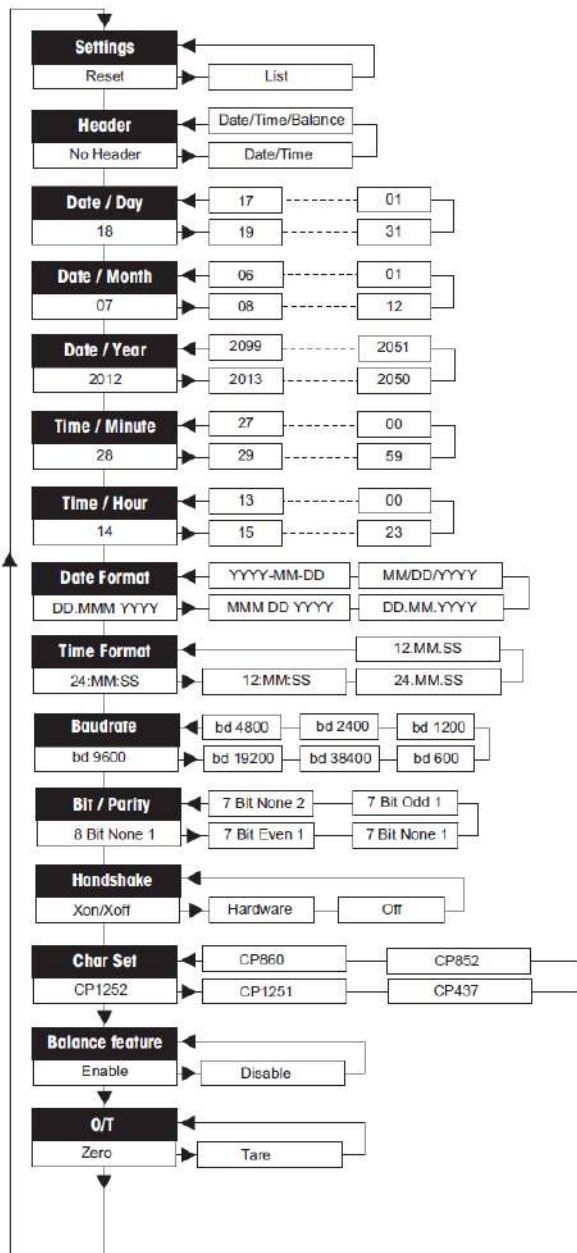 Settings
Reset List
Header Date/Time/Balance
No Header Date/Time
Date / Day 17 01
18 19 31
Date / Month 06 01
07 08 12
Date / Year 2099 2051
2012 2013 2050
Time / Minute 27 00
28 29 59
Time / Hour 13 00
14 15 23
Date Format YYYY-MM-DD MM/DD/YYYY
DD.MMM YYYY MMM DD YYYY DD.MM.YYYY
Time Format 12.MM.SS
24:MM:SS 12:MM:SS 24.MM.SS
Baudrate bd 4800 bd 2400 bd 1200
bd 9600 bd 19200 bd 38400 bd 600
Bit / Parity 7 Bit None 2 7 Bit Odd 1
8 Bit None 1 7 Bit Even 1 7 Bit None 1
Handshake
Xon/Xoff Hardware Off
Char Set CP860 CP852
CP1252 CP1251 CP437
Balance feature
Enable Disable
O/T
Zero Tare